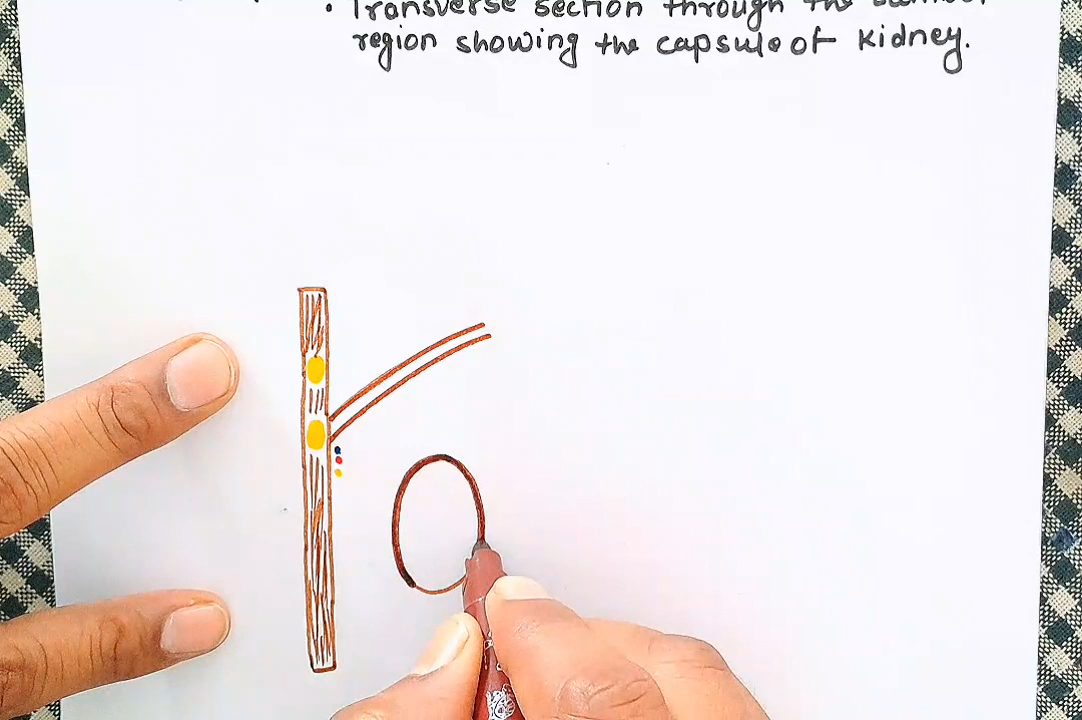 • Transverse section through the
region showing the capsule of kidney.